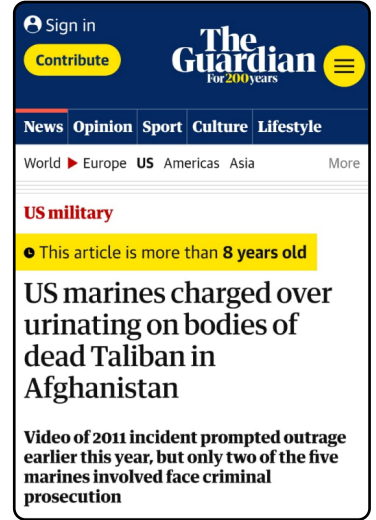 Sign in
Contribute
The
Guardian
For 200 years
News Opinion Sport Culture Lifestyle
World Europe US Americas Asia More
US military
This article is more than 8 years old
US marines charged over
urinating on bodies of
dead Taliban in
Afghanistan
Video of 2011 incident prompted outrage
earlier this year, but only two of the five
marines involved face criminal
prosecution